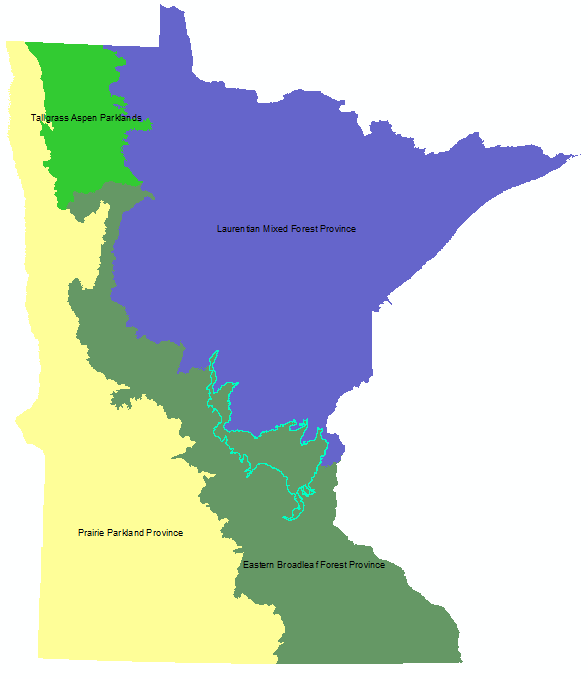 Tallgrass Aspen Parklands
Laurentian Mixed Forest Province
Prairie Parkland Province
Eastern Broadleaf Forest Province